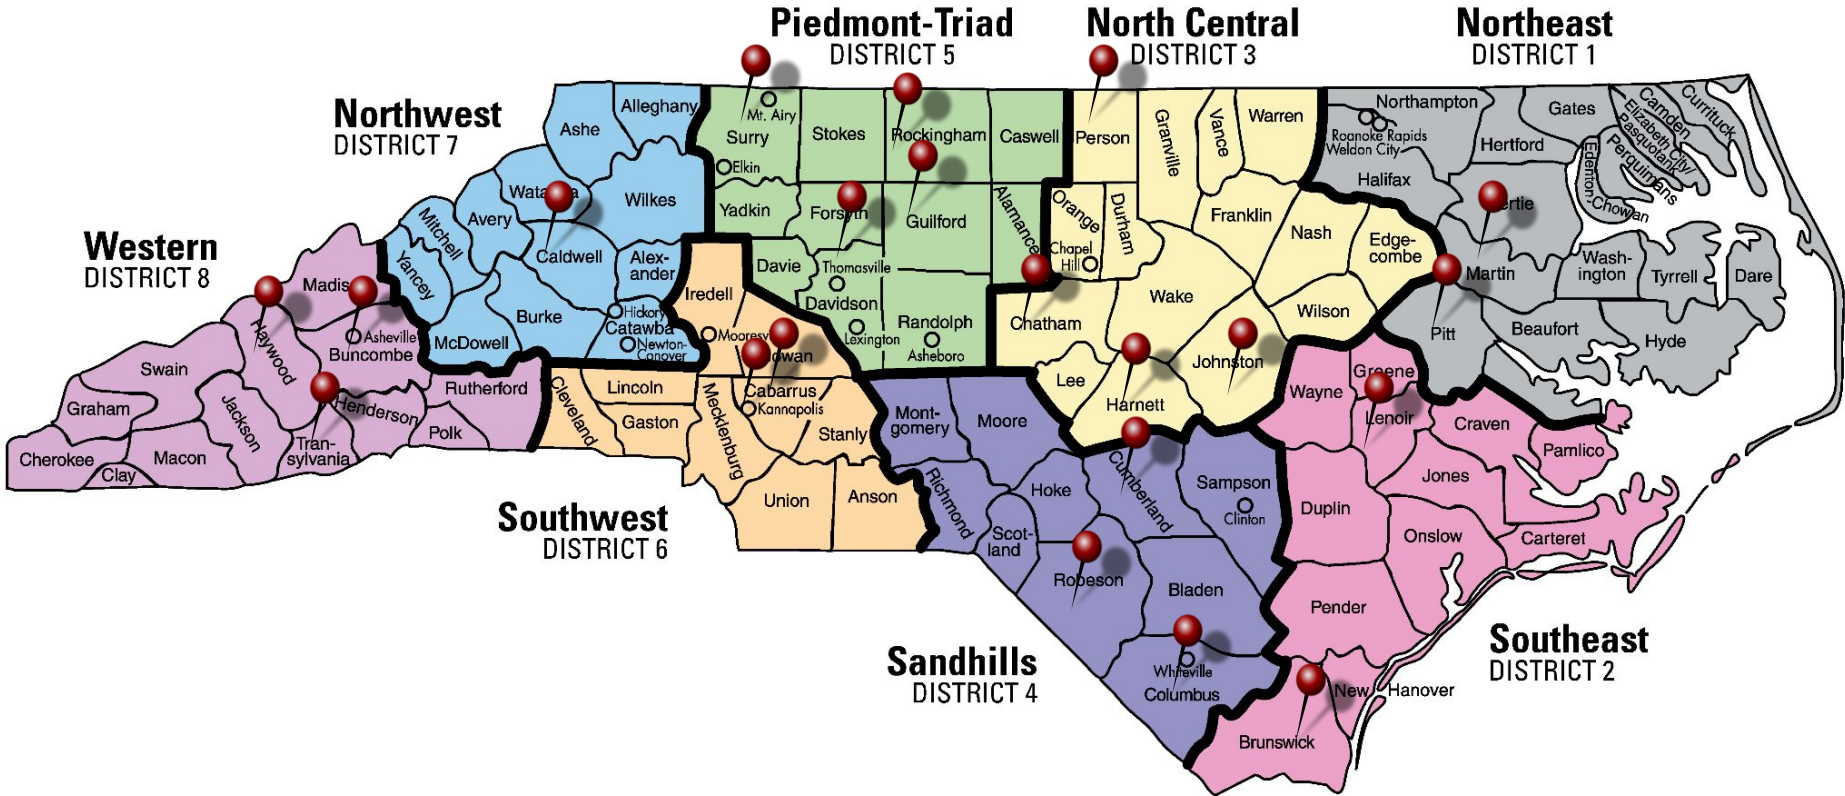 Piedmont-Triad
DISTRICT 5
North Central
DISTRICT 3
Northeast
DISTRICT 1
Northwest
DISTRICT 7
Western
DISTRICT 8
Southwest
DISTRICT 6
Sandhills
DISTRICT 4
Southeast
DISTRICT 2
Ashe
Alleghany
Wilkes
Avery
Mitchell
Yancey
Caldwell
Alex-
ander
Burke
McDowell
Hickory
Catawba
Newton-
Conover
Haywood
Asheville
Buncombe
Swain
Graham
Cherokee
Clay
Macon
Jackson
Tran-
sylvania
Henderson
Polk
Rutherford
Mt. Airy
Surry
Elkin
Stokes
Rockingham
Caswell
Yadkin
Forsyth
Guilford
Alamance
Davie
Thomasville
Davidson
Lexington
Randolph
Asheboro
Iredell
Cleveland
Lincoln
Gaston
Mecklenburg
Cabarrus
Kannapolis
Stanly
Union
Anson
Person
Granville
Vance
Warren
Orange
Durham
Chapel
Hill
Franklin
Nash
Edge-
combe
Wake
Wilson
Chatham
Lee
Harnett
Johnston
Northampton
Roanoke Rapids
Weldon City
Halifax
Hertford
Gates
Camden
Currituck
Elizabeth City/
Pasquotank
Perquimans
Edenton
Chowan
Martin
Wash-
ington
Tyrrell
Dare
Pitt
Beaufort
Hyde
Mont-
gomery
Moore
Richmond
Hoke
Scot-
land
Cumberland
Sampson
Clinton
Robeson
Bladen
Whiteville
Columbus
Wayne
Greene
Lenoir
Craven
Pamlico
Jones
Duplin
Onslow
Carteret
Pender
New Hanover
Brunswick